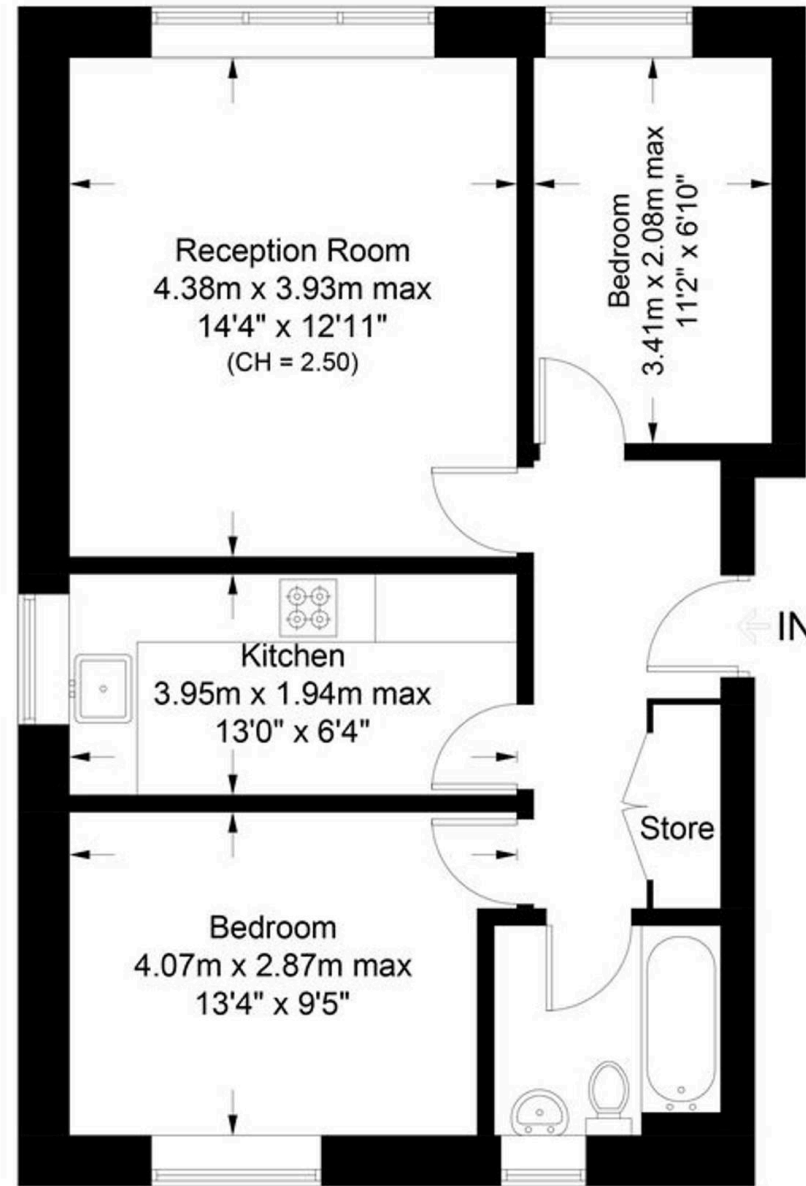 Reception Room
4.38m x 3.93m max
14'4" x 12'11"
(CH = 2.50)
Bedroom
3.41m x 2.08m max
11'2" x 6'10"
IN
Kitchen
3.95m x 1.94m max
13'0" x 6'4"
Store
Bedroom
4.07m x 2.87m max
13'4" x 9'5"